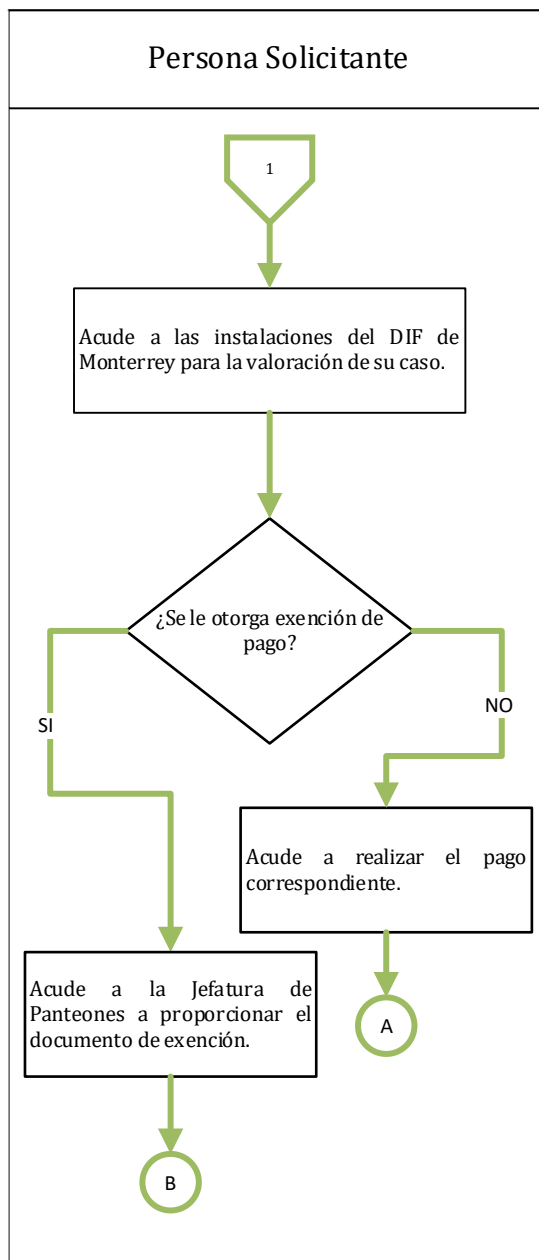 Persona Solicitante
1
Acude a las instalaciones del DIF de
Monterrey para la valoración de su caso.
¿Se le otorga exención de
pago?
SI
NO
Acude a realizar el pago
correspondiente.
A
Acude a la Jefatura de
Panteones a proporcionar el
documento de exención.
B